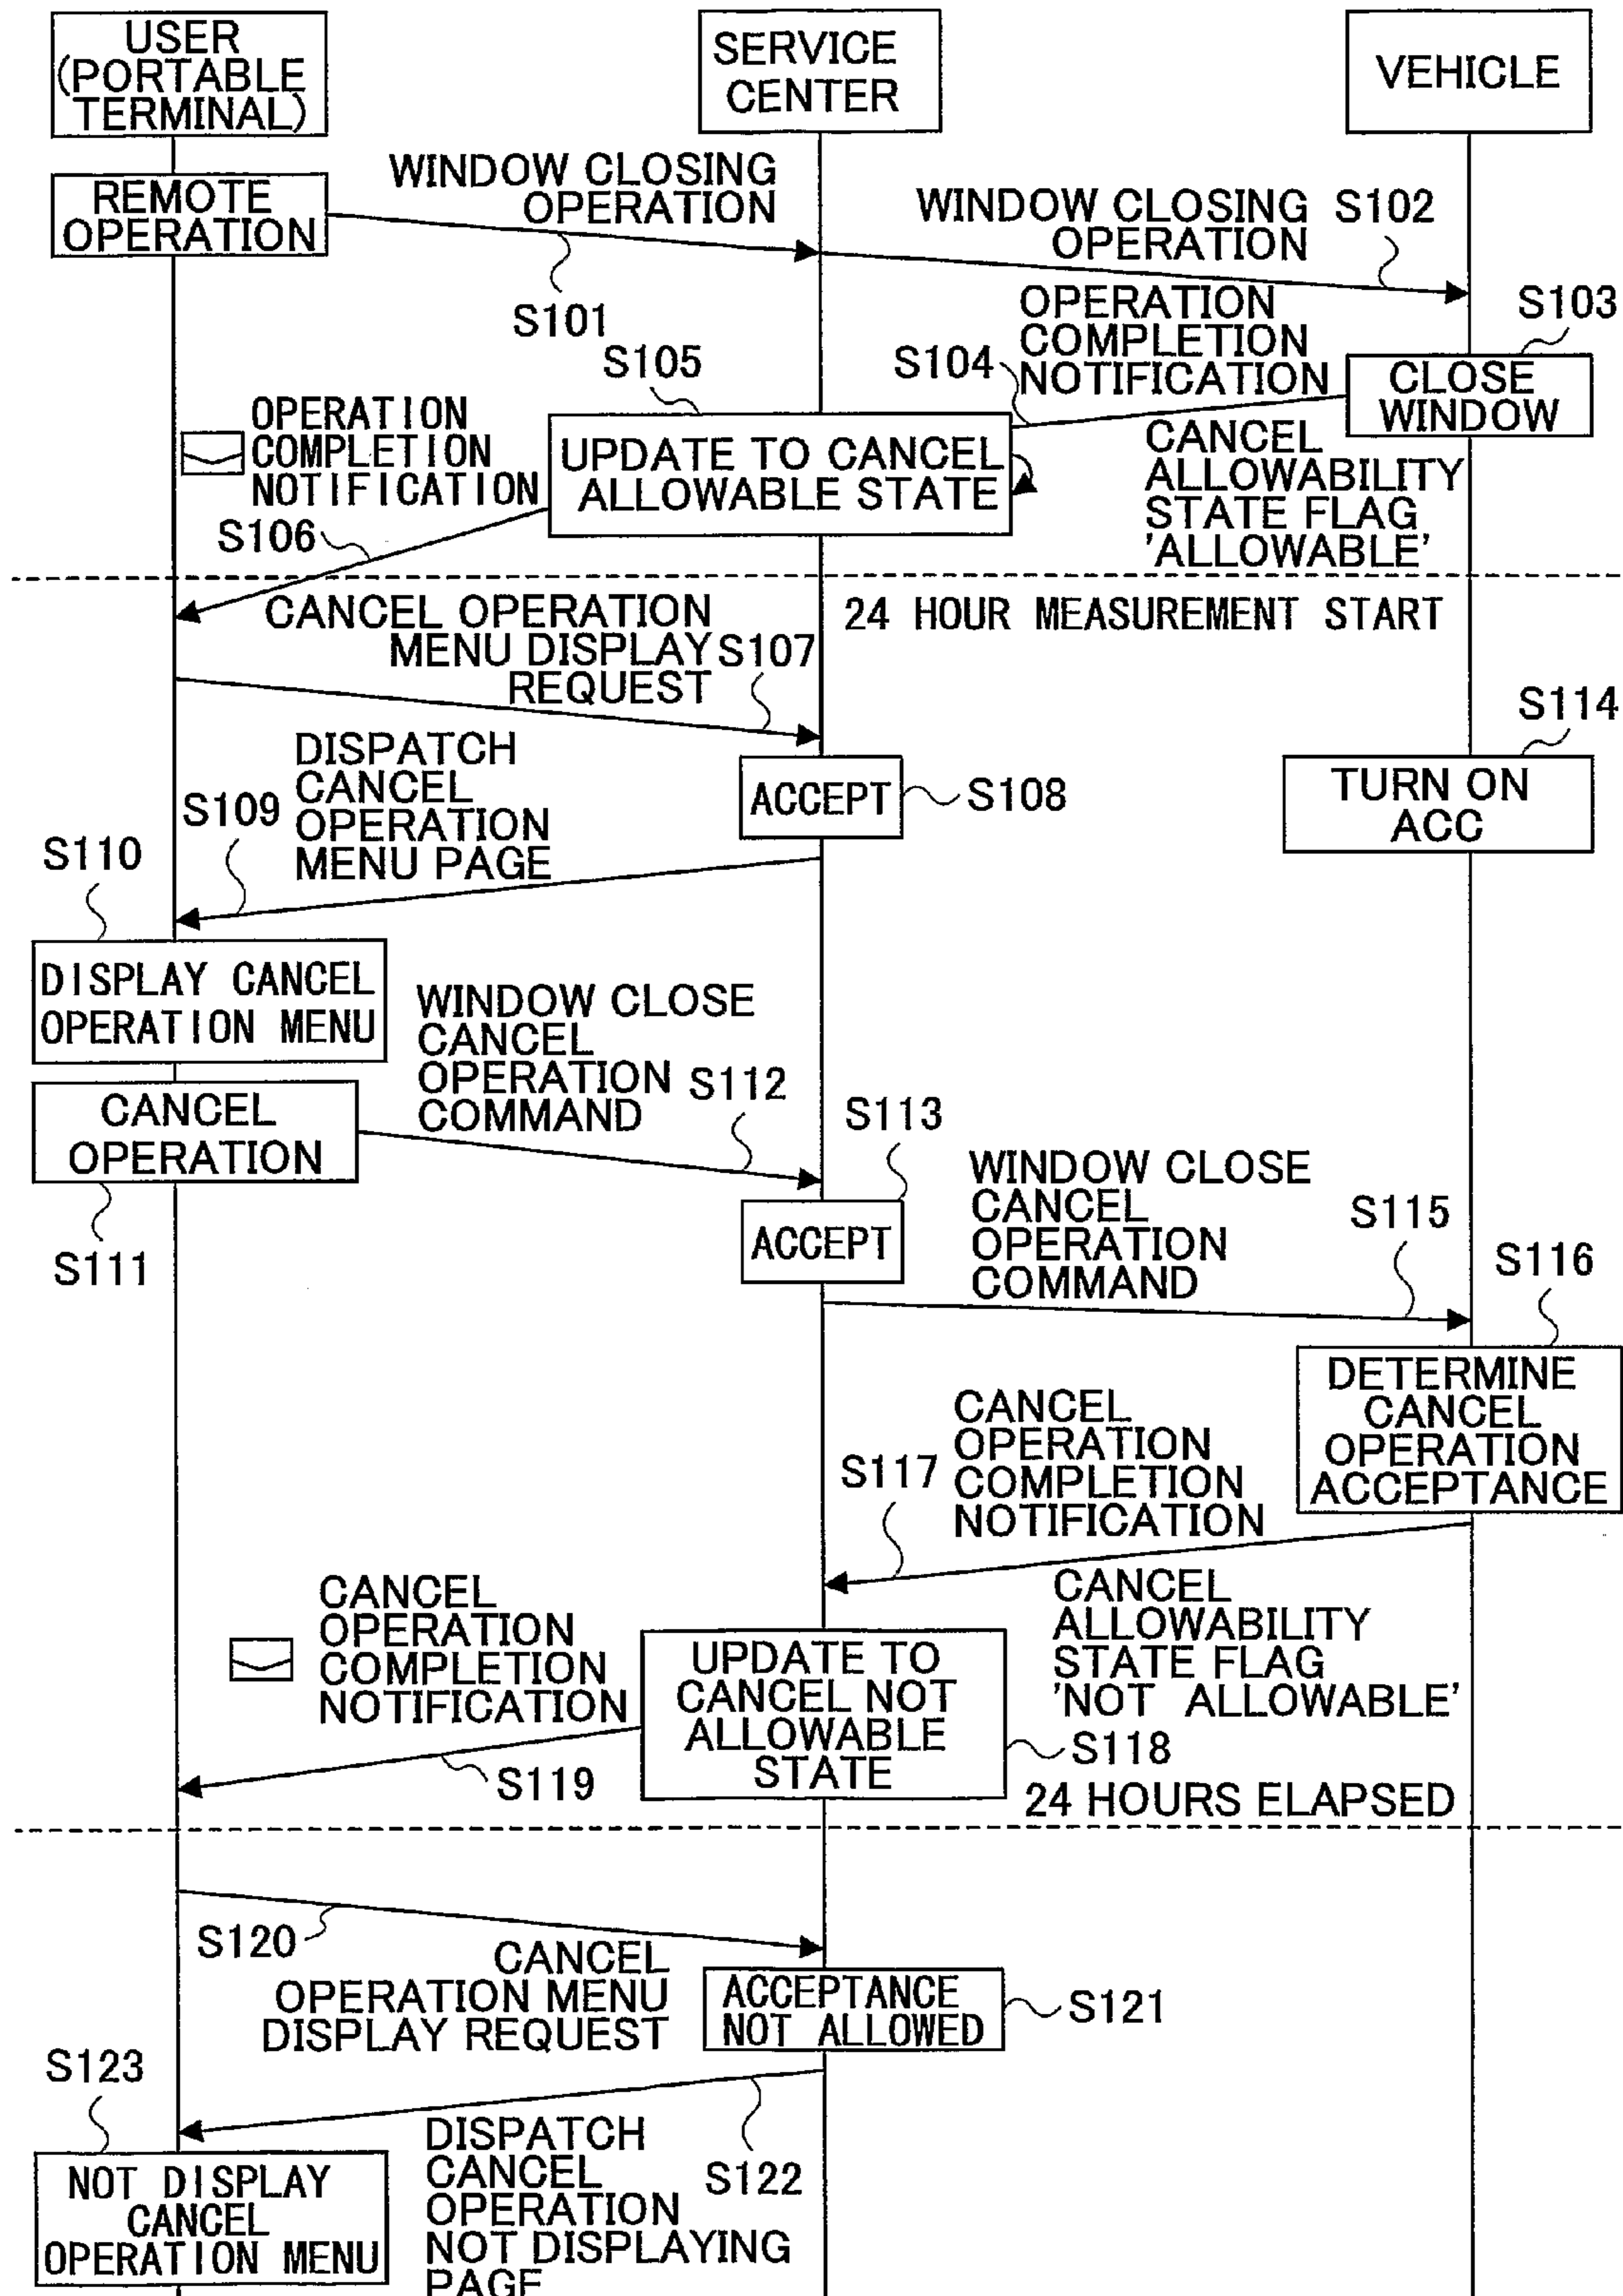 USER
(PORTABLE
TERMINAL)
SERVICE
CENTER
VEHICLE
REMOTE
OPERATION
WINDOW CLOSING
OPERATION
S101
WINDOW CLOSING
OPERATION
S102
S103
CLOSE
WINDOW
OPERATION
COMPLETION
NOTIFICATION
S104
S105
UPDATE TO CANCEL
ALLOWABLE STATE
CANCEL
ALLOWABILITY
STATE FLAG
'ALLOWABLE'
OPERATION
COMPLETION
NOTIFICATION
S106
24 HOUR MEASUREMENT START
CANCEL OPERATION
MENU DISPLAY
REQUEST
S107
S114
TURN ON
ACC
ACCEPT
S108
DISPATCH
CANCEL
OPERATION
MENU PAGE
S109
S110
DISPLAY CANCEL
OPERATION MENU
CANCEL
OPERATION
S111
WINDOW CLOSE
CANCEL
OPERATION
COMMAND
S112
S113
ACCEPT
WINDOW CLOSE
CANCEL
OPERATION
COMMAND
S115
S116
DETERMINE
CANCEL
OPERATION
ACCEPTANCE
CANCEL
OPERATION
COMPLETION
NOTIFICATION
S117
CANCEL
ALLOWABILITY
STATE FLAG
'NOT ALLOWABLE'
UPDATE TO
CANCEL NOT
ALLOWABLE
STATE
S118
CANCEL
OPERATION
COMPLETION
NOTIFICATION
S119
24 HOURS ELAPSED
S120
CANCEL
OPERATION MENU
DISPLAY REQUEST
ACCEPTANCE
NOT ALLOWED
S121
S122
DISPATCH
CANCEL
OPERATION
NOT DISPLAYING
PAGE
S123
NOT DISPLAY
CANCEL
OPERATION MENU